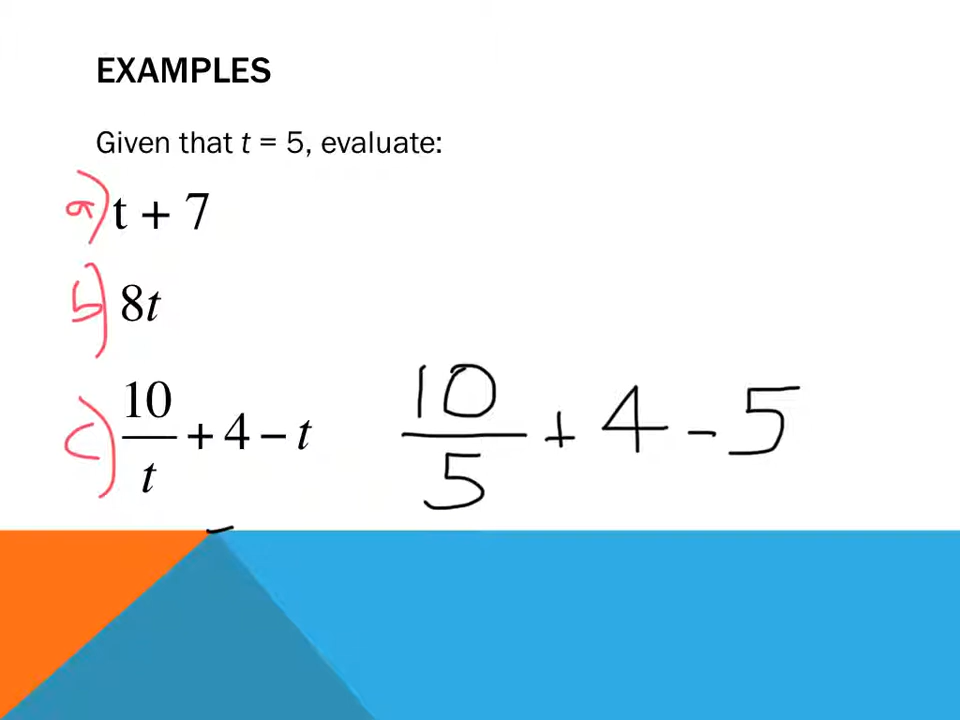 EXAMPLES
Given that t = 5, evaluate:
a) t + 7
b) 8t
c) 10/t + 4 − t
10/5 + 4 − 5